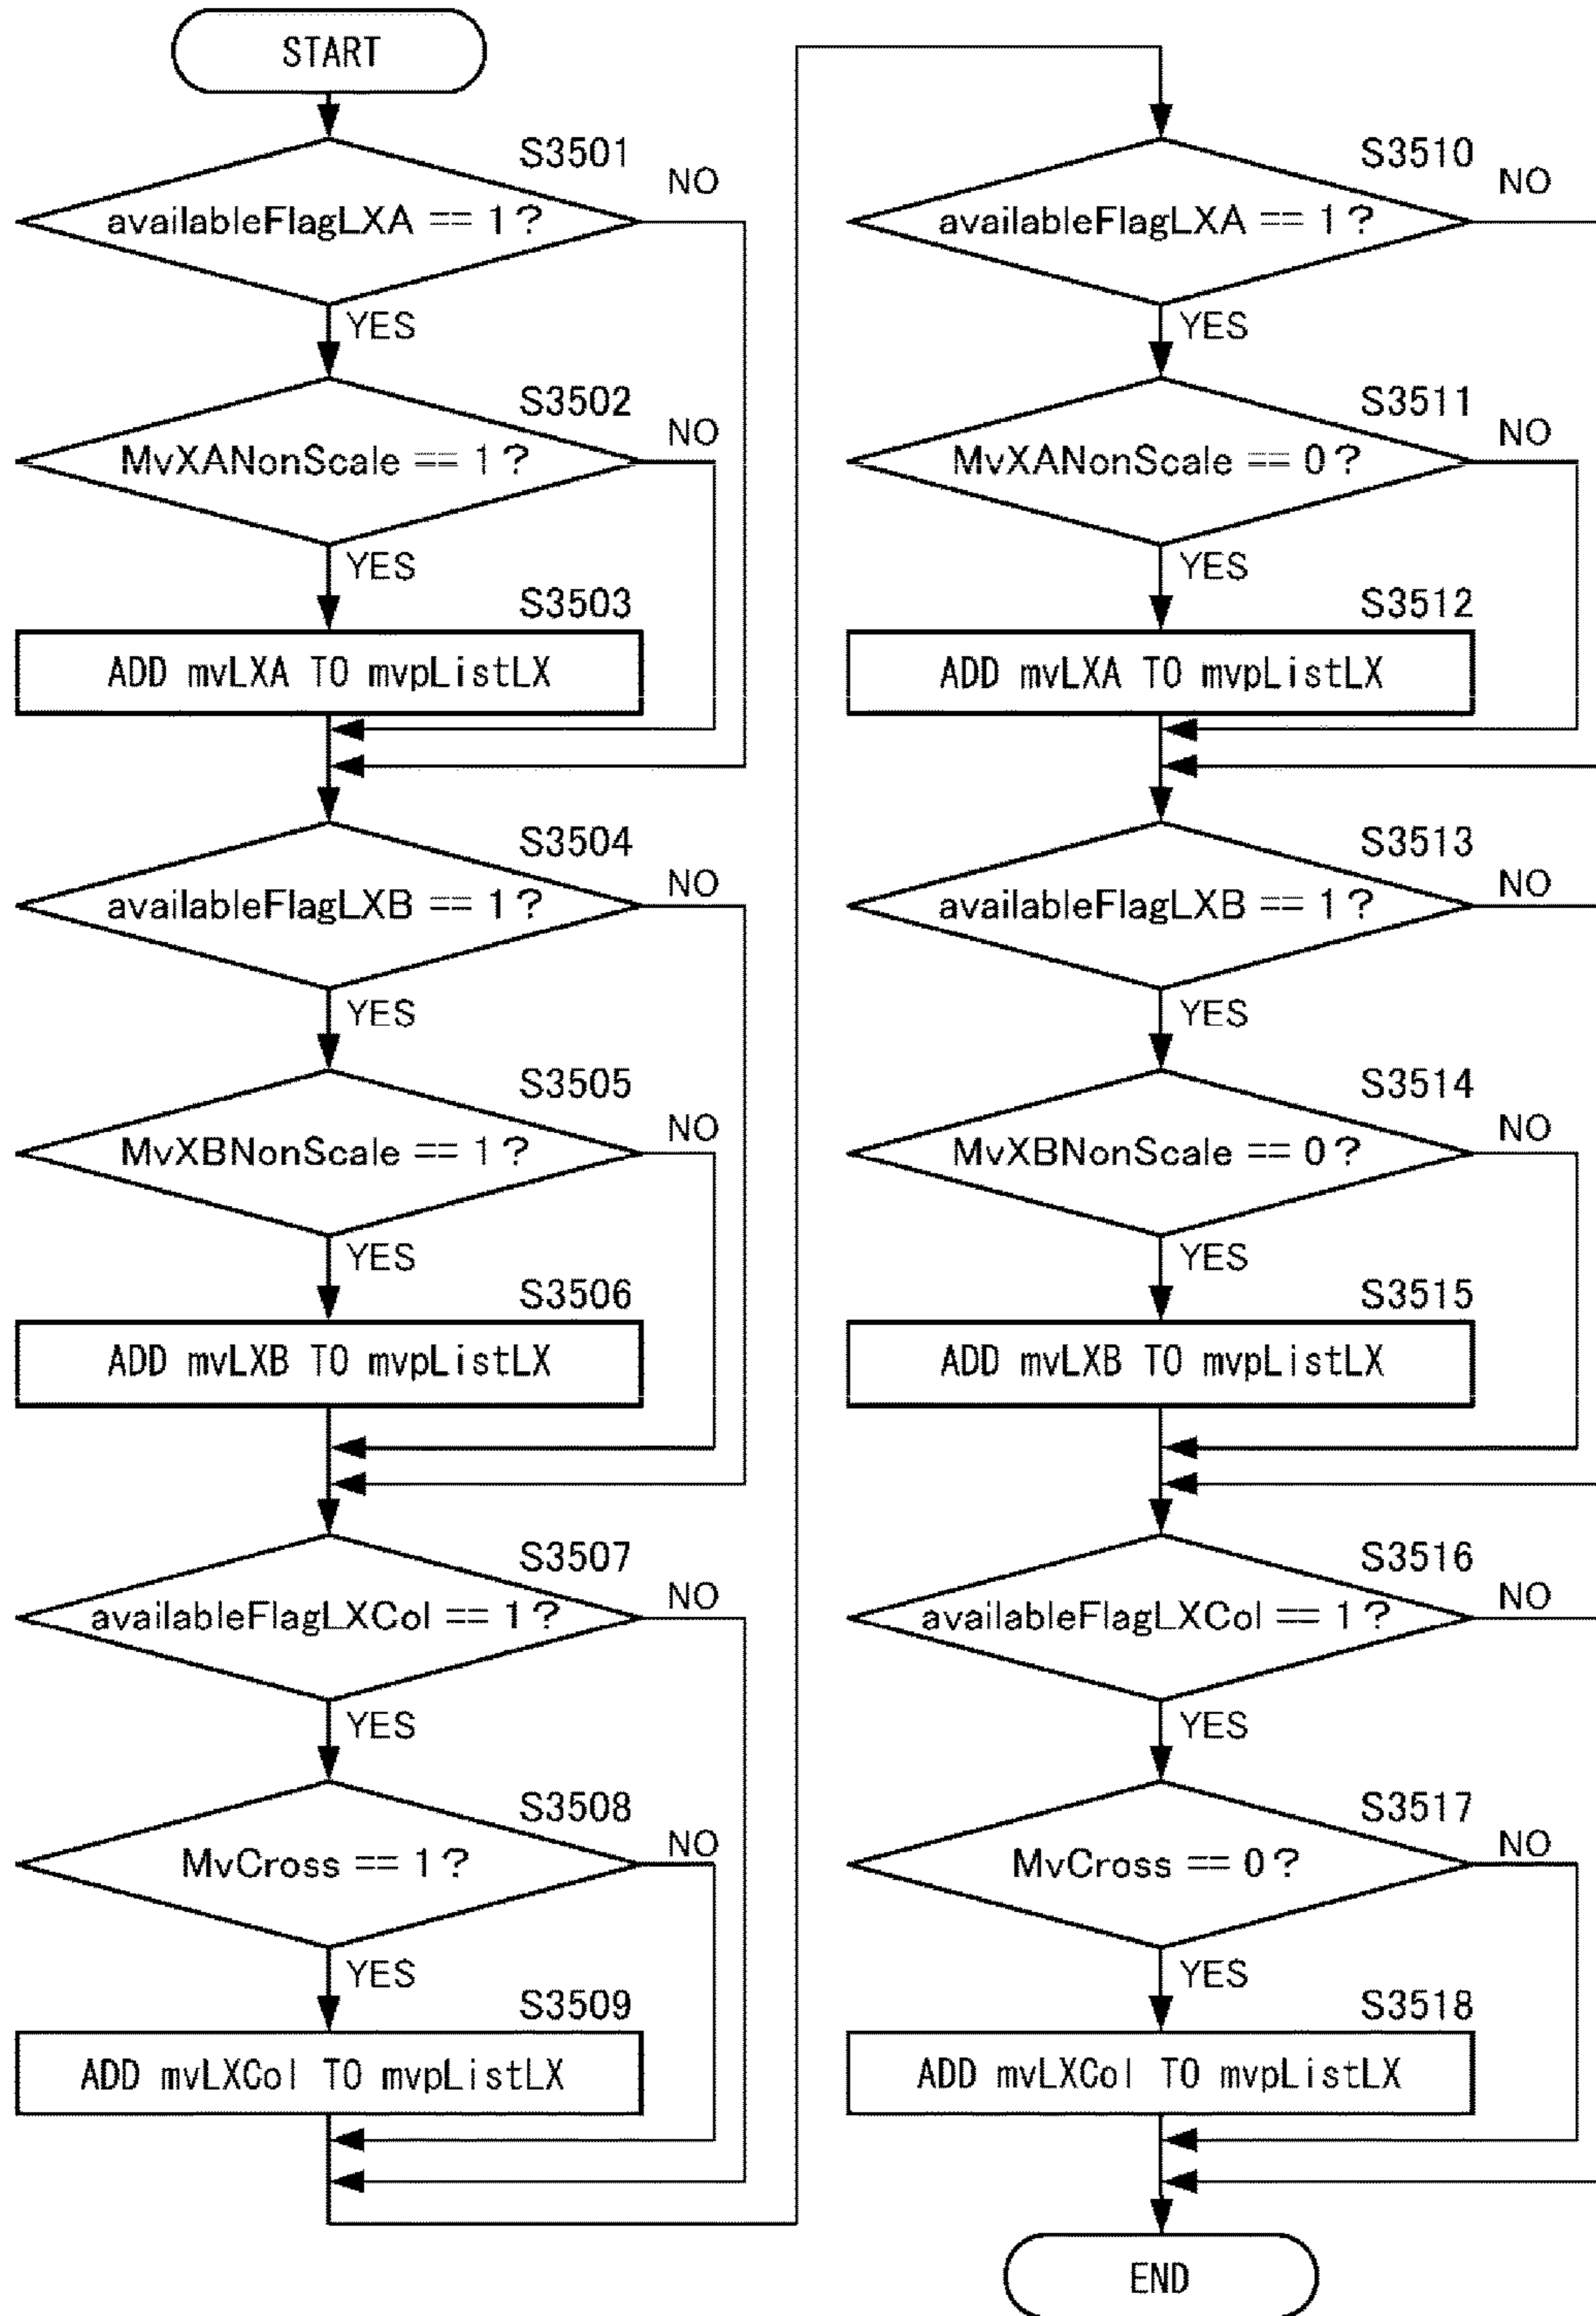 START
S3501
NO
availableFlagLXA == 1?
YES
S3502
NO
MvXANonScale == 1?
YES
S3503
ADD mvLXA TO mvpListLX
S3504
NO
availableFlagLXB == 1?
YES
S3505
NO
MvXBNonScale == 1?
YES
S3506
ADD mvLXB TO mvpListLX
S3507
NO
availableFlagLXCol == 1?
YES
S3508
NO
MvCross == 1?
YES
S3509
ADD mvLXCol TO mvpListLX
S3510
NO
availableFlagLXA == 1?
YES
S3511
NO
MvXANonScale == 0?
YES
S3512
ADD mvLXA TO mvpListLX
S3513
NO
availableFlagLXB == 1?
YES
S3514
NO
MvXBNonScale == 0?
YES
S3515
ADD mvLXB TO mvpListLX
S3516
NO
availableFlagLXCol == 1?
YES
S3517
NO
MvCross == 0?
YES
S3518
ADD mvLXCol TO mvpListLX
END